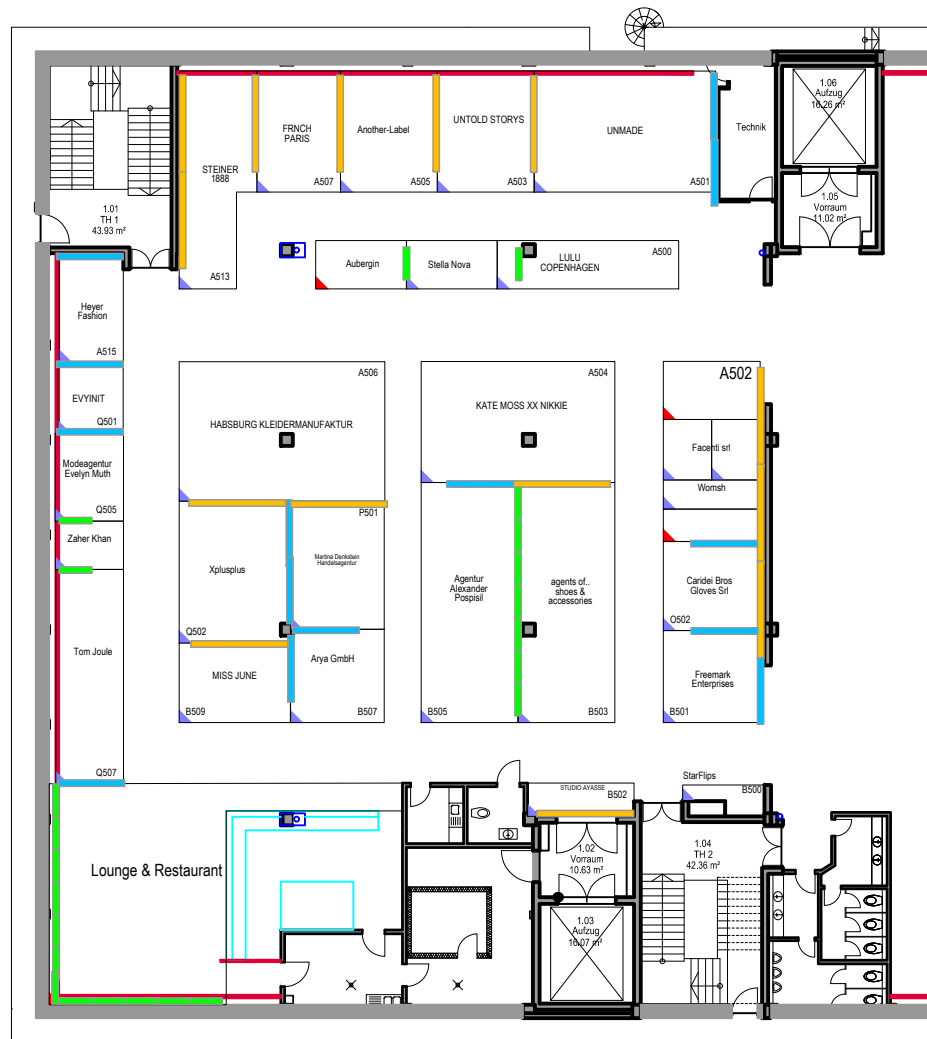 1.06
Aufzug
16.26 m²
FRNCH
PARIS
Another-Label
UNTOLD STORYS
UNMADE
Technik
STEINER
1888
A507
A505
A503
A501
1.05
Vorraum
11.02 m²
1.01
TH 1
43.93 m²
A513
Aubergin
Stella Nova
LULU
COPENHAGEN
A500
Heyer
Fashion
A515
EVYINIT
Q501
Modeagentur
Evelyn Muth
Q505
Zaher Khan
Tom Joule
Q507
A506
HABSBURG KLEIDERMANUFAKTUR
A504
KATE MOSS XX NIKKIE
A502
Facenti srl
Womsh
P501
Xplusplus
Martina Denkstein
Handelsagentur
Q502
Agentur
Alexander
Pospisil
agents of..
shoes &
accessories
Caridei Bros
Gloves Srl
O502
MISS JUNE
Arya GmbH
Freemark
Enterprises
B509
B507
B505
B503
B501
STUDIO AYASSE
B502
StarFlips
B500
Lounge & Restaurant
1.02
Vorraum
10.63 m²
1.04
TH 2
42.36 m²
1.03
Aufzug
16.07 m²